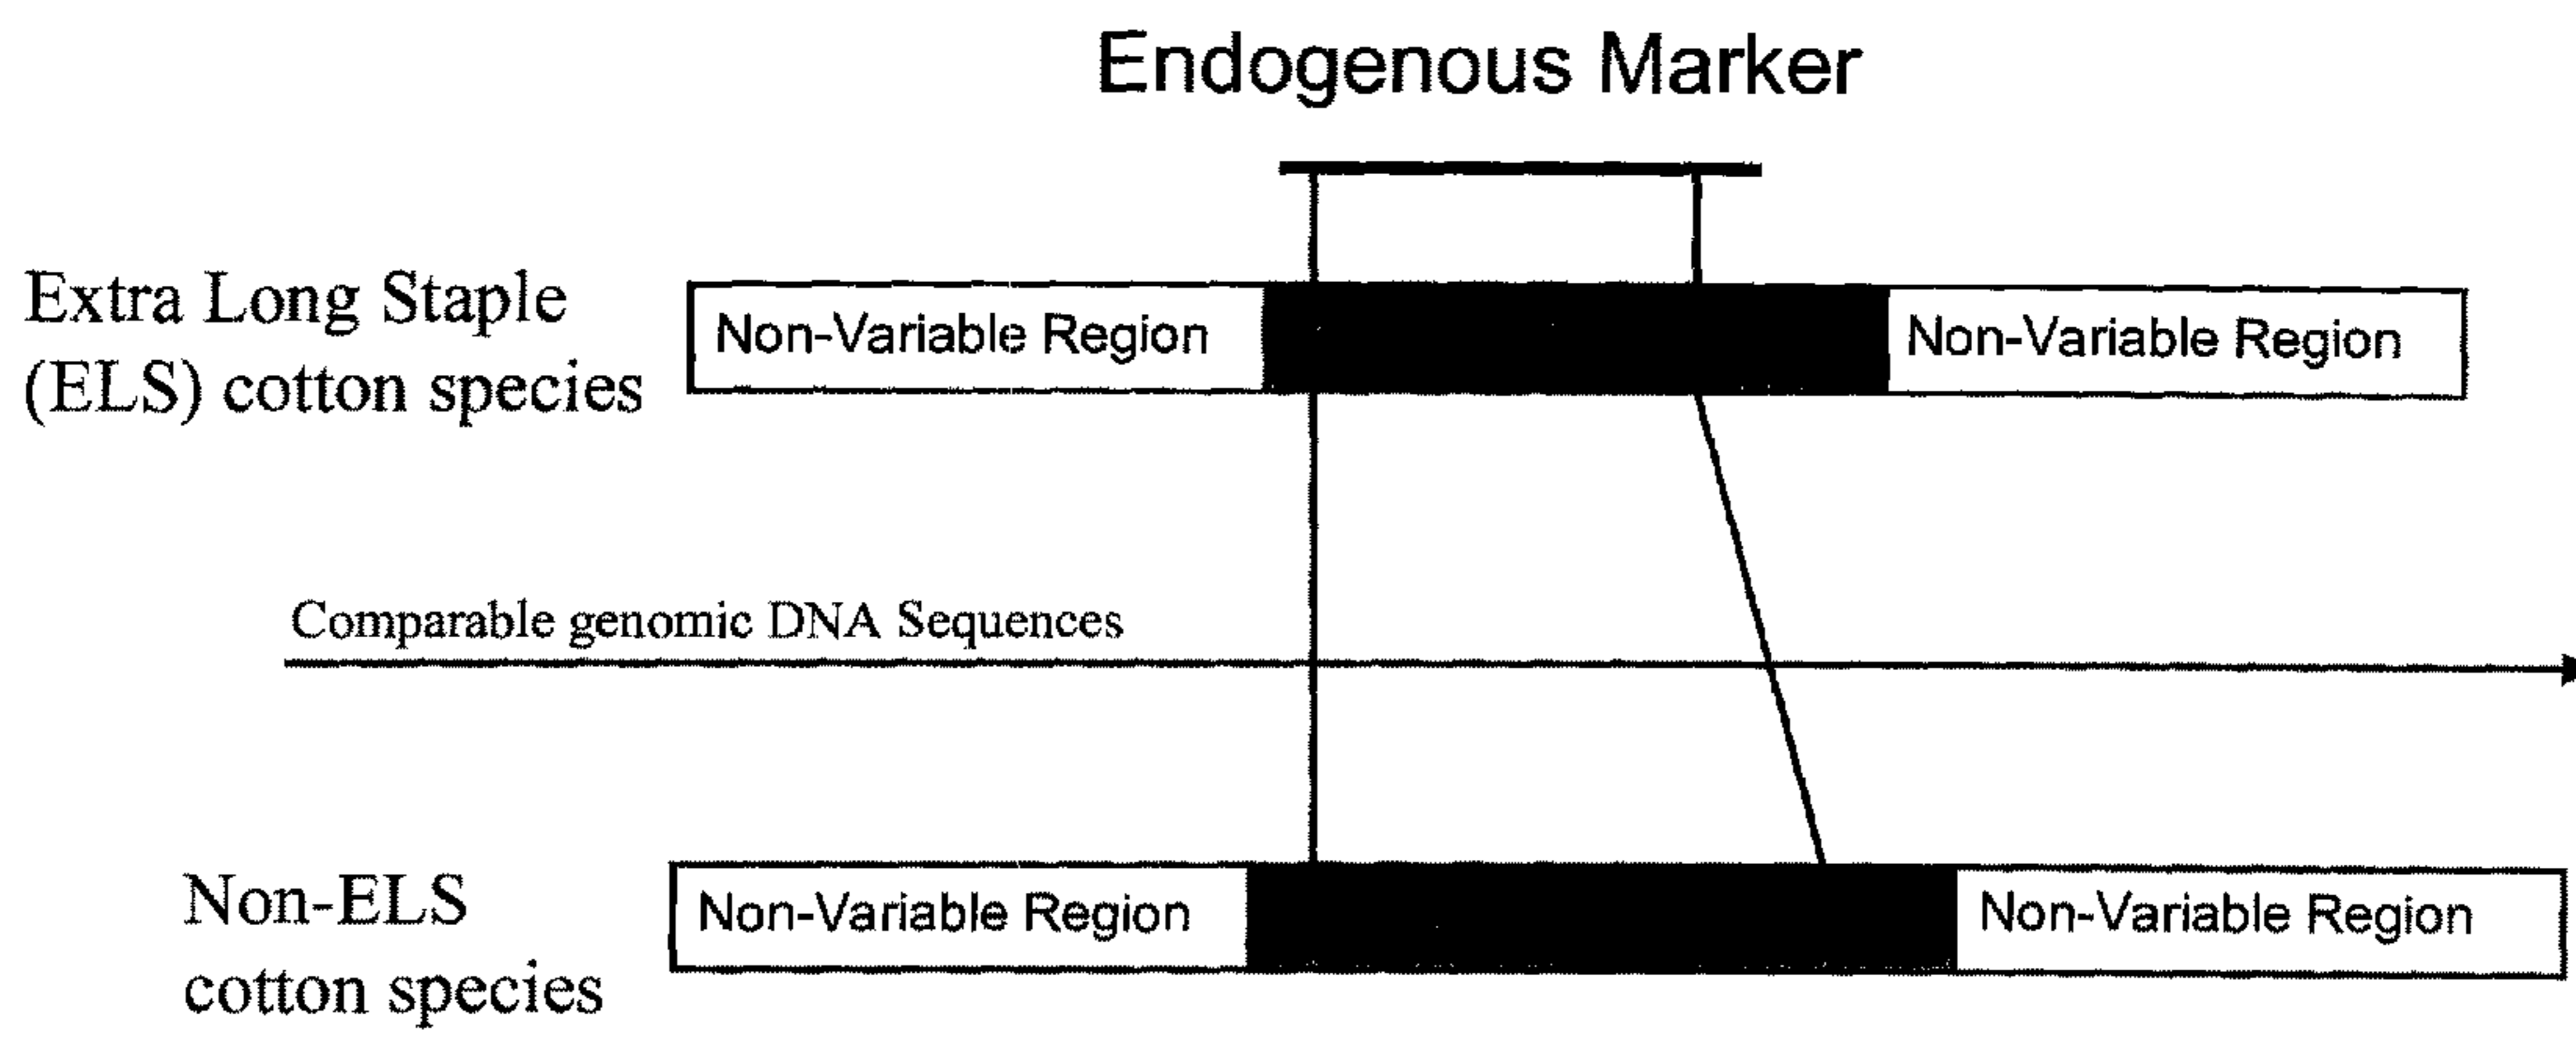 Endogenous Marker
Extra Long Staple
(ELS) cotton species
Non-Variable Region
Non-Variable Region
Comparable genomic DNA Sequences
Non-ELS
cotton species
Non-Variable Region
Non-Variable Region